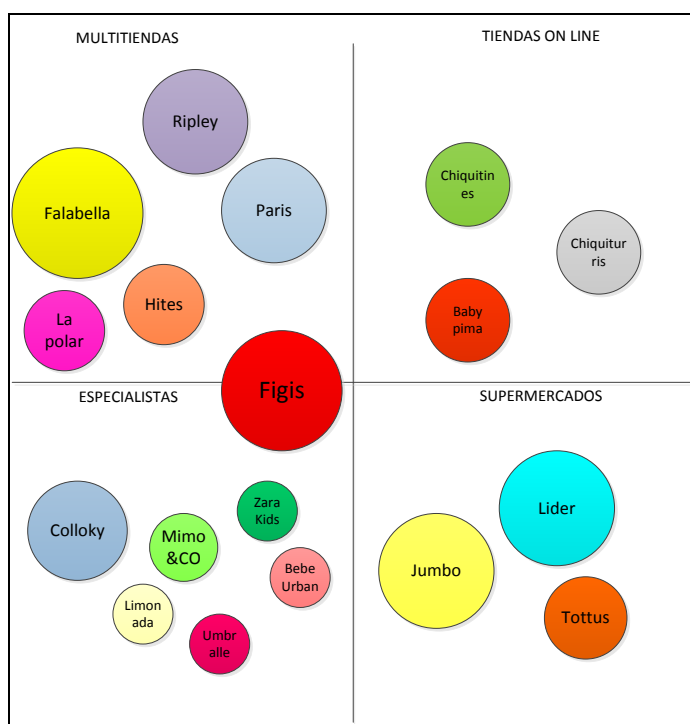 MULTITIENDAS
TIENDAS ON LINE
Ripley
Falabella
Paris
Chiquitin
es
Chiquitur
ris
Hites
La
polar
Baby
pima
Figis
ESPECIALISTAS
SUPERMERCADOS
Colloky
Mimo
&CO
Zara
Kids
Bebe
Urban
Limon
ada
Umbr
alle
Lider
Jumbo
Tottus